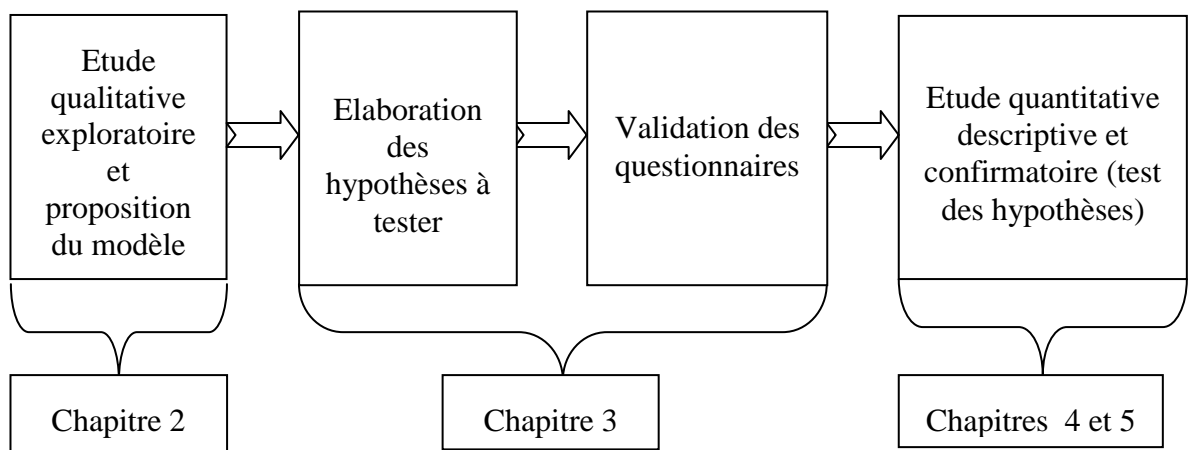 Etude
qualitative
exploratoire
et
proposition
du modèle
Elaboration
des
hypothèses à
tester
Validation des
questionnaires
Etude quantitative
descriptive et
confirmatoire (test
des hypothèses)
Chapitre 2
Chapitre 3
Chapitres 4 et 5